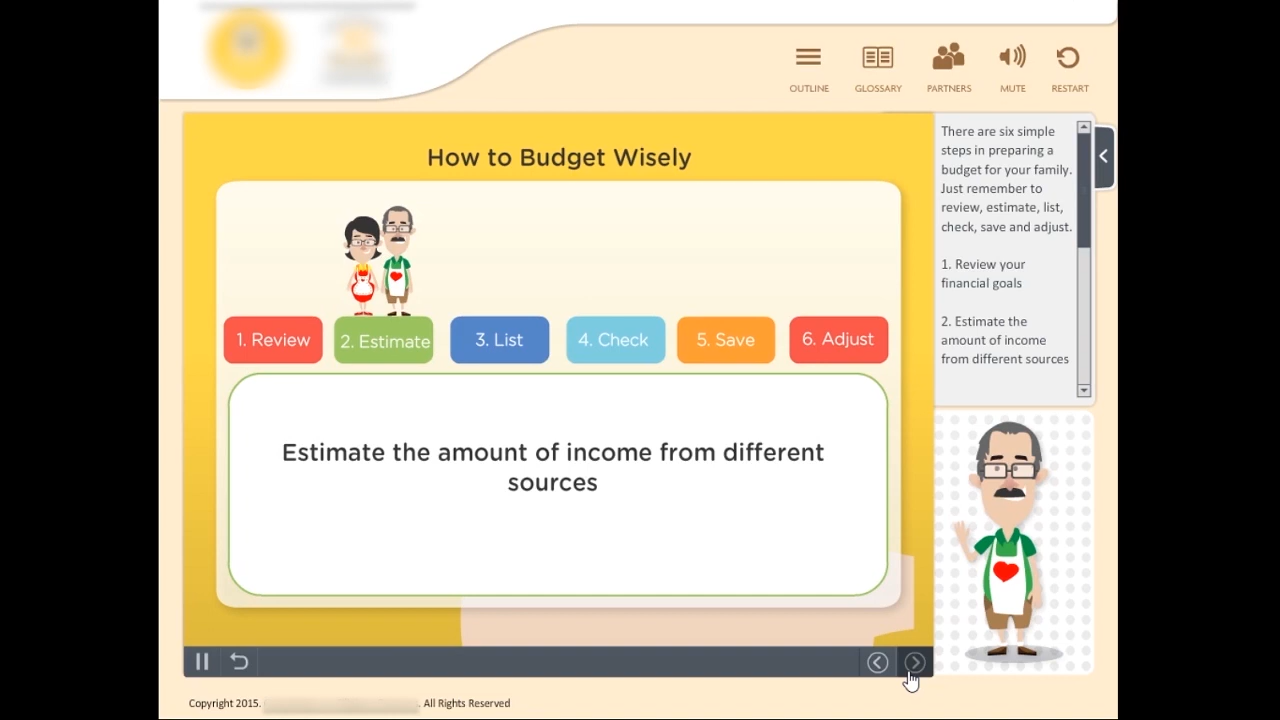 OUTLINE
GLOSSARY
PARTNERS
MUTE
RESTART
How to Budget Wisely
1. Review
2. Estimate
3. List
4. Check
5. Save
6. Adjust
Estimate the amount of income from different
sources
There are six simple
steps in preparing a
budget for your family.
Just remember to
review, estimate, list,
check, save and adjust.
1. Review your
financial goals
2. Estimate the
amount of income
from different sources
Copyright 2015.
. All Rights Reserved